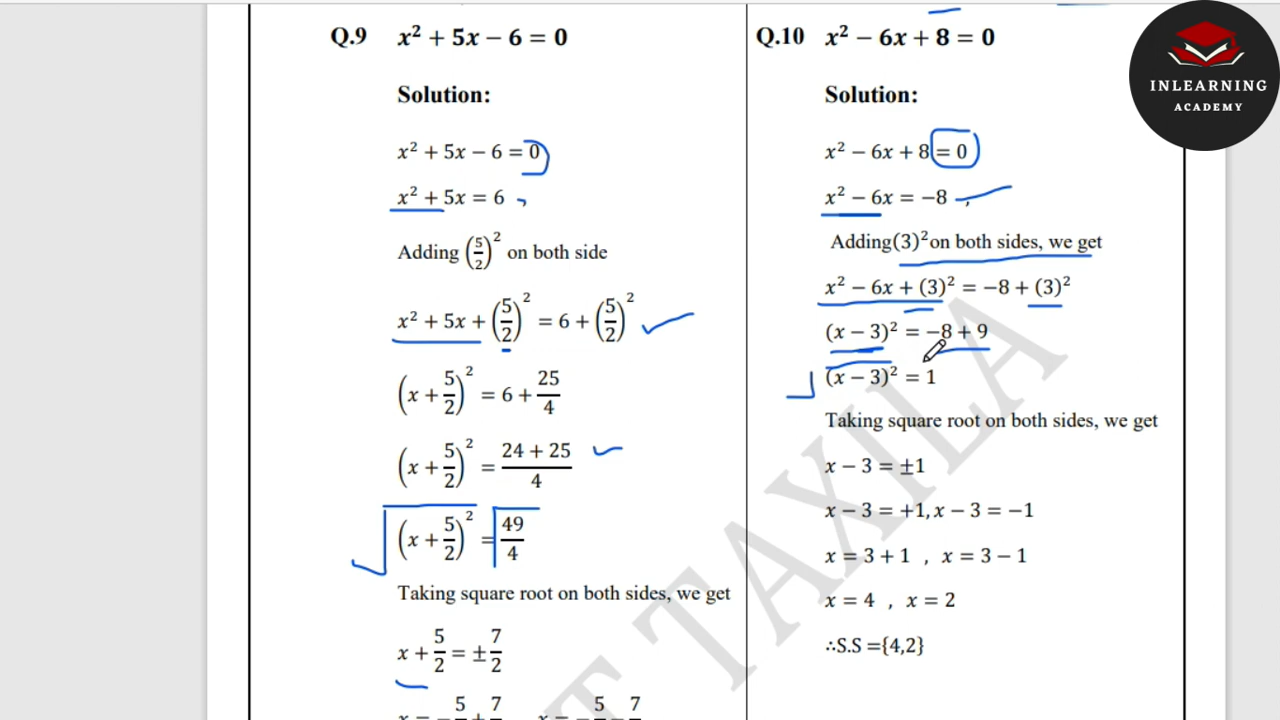 Q.9 x² + 5x − 6 = 0
Solution:
x² + 5x − 6 = 0
x² + 5x = 6
Adding (5/2)² on both side
x² + 5x + (5/2)² = 6 + (5/2)²
(x + 5/2)² = 6 + 25/4
(x + 5/2)² = (24 + 25)/4
(x + 5/2)² = 49/4
Taking square root on both sides, we get
x + 5/2 = ± 7/2
Q.10 x² − 6x + 8 = 0
Solution:
x² − 6x + 8 = 0
x² − 6x = −8
Adding(3)² on both sides, we get
x² − 6x + (3)² = −8 + (3)²
(x − 3)² = −8 + 9
(x − 3)² = 1
Taking square root on both sides, we get
x − 3 = ±1
x − 3 = +1, x − 3 = −1
x = 3 + 1 , x = 3 − 1
x = 4 , x = 2
∴S.S ={4,2}
INLEARNING
ACADEMY
T TAXILA